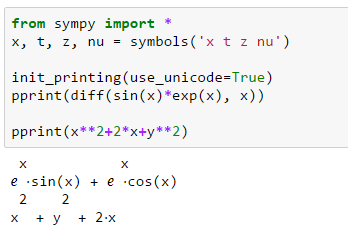 from sympy import *
x, t, z, nu = symbols('x t z nu')
init_printing(use_unicode=True)
pprint(diff(sin(x)*exp(x), x))
pprint(x**2+2*x+y**2)
 x           x
e ⋅sin(x) + e ⋅cos(x)
 2    2
x  + y  + 2⋅x